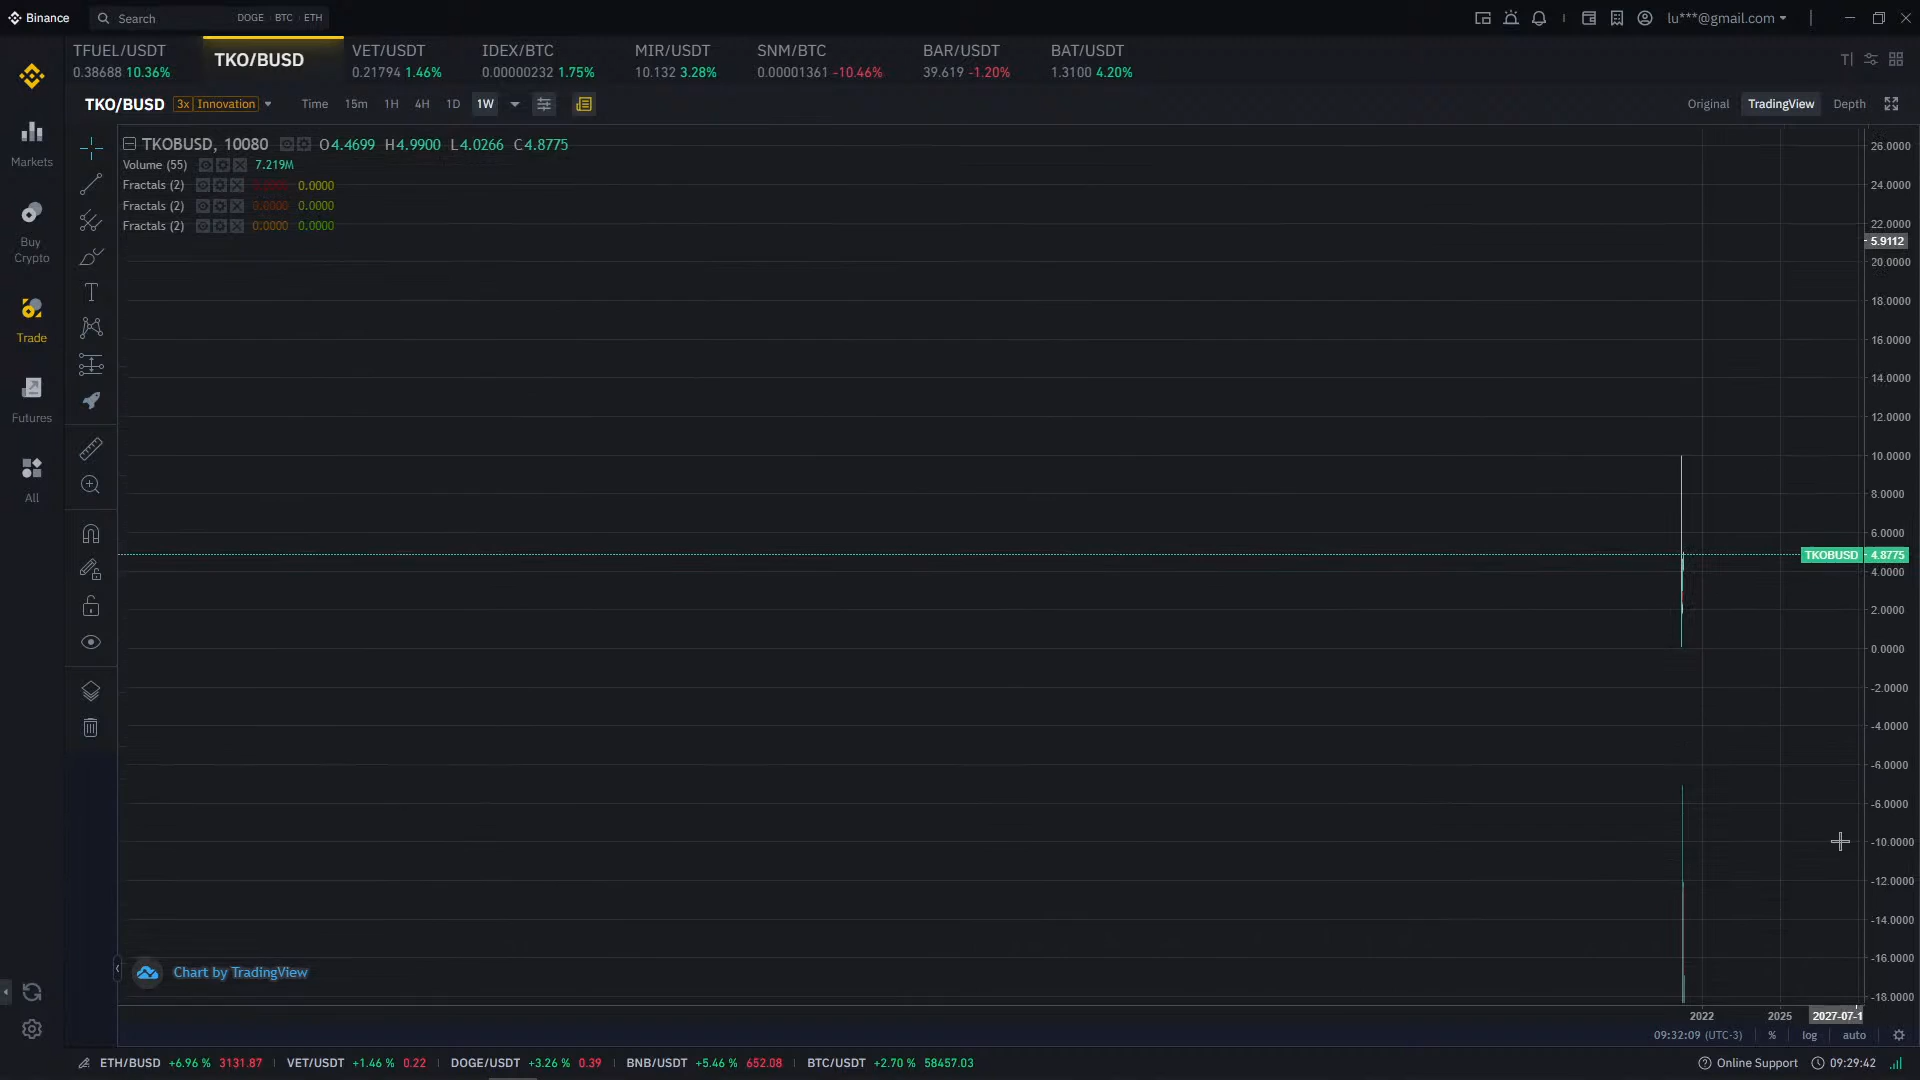 Binance Search DOGE BTC ETH lu***@gmail.com
TFUEL/USDT TKO/BUSD VET/USDT IDEX/BTC MIR/USDT SNM/BTC BAR/USDT BAT/USDT
0.38688 10.36% 0.21794 1.46% 0.00000232 1.75% 10.132 3.28% 0.00001361 -10.46% 39.619 -1.20% 1.3100 4.20%
TKO/BUSD 3x Innovation Time 15m 1H 4H 1D 1W Original TradingView Depth
TKOBUSD, 10080 O4.4699 H4.9900 L4.0266 C4.8775
Volume (55) 7.219M
Fractals (2) 0.0000 0.0000
Fractals (2) 0.0000 0.0000
Fractals (2) 0.0000 0.0000
Markets
Buy
Crypto
Trade
Futures
All
26.0000
24.0000
22.0000
5.9112
20.0000
18.0000
16.0000
14.0000
12.0000
10.0000
8.0000
6.0000
TKOBUSD 4.8775
4.0000
2.0000
0.0000
-2.0000
-4.0000
-6.0000
-6.0000
-10.0000
-12.0000
-14.0000
-16.0000
-18.0000
Chart by TradingView
2022 2025 2027-07-1
09:32:09 (UTC-3) % log auto
ETH/BUSD +6.96 % 3131.87 VET/USDT +1.46 % 0.22 DOGE/USDT +3.26 % 0.39 BNB/USDT +5.46 % 652.08 BTC/USDT +2.70 % 58457.03 Online Support 09:29:42